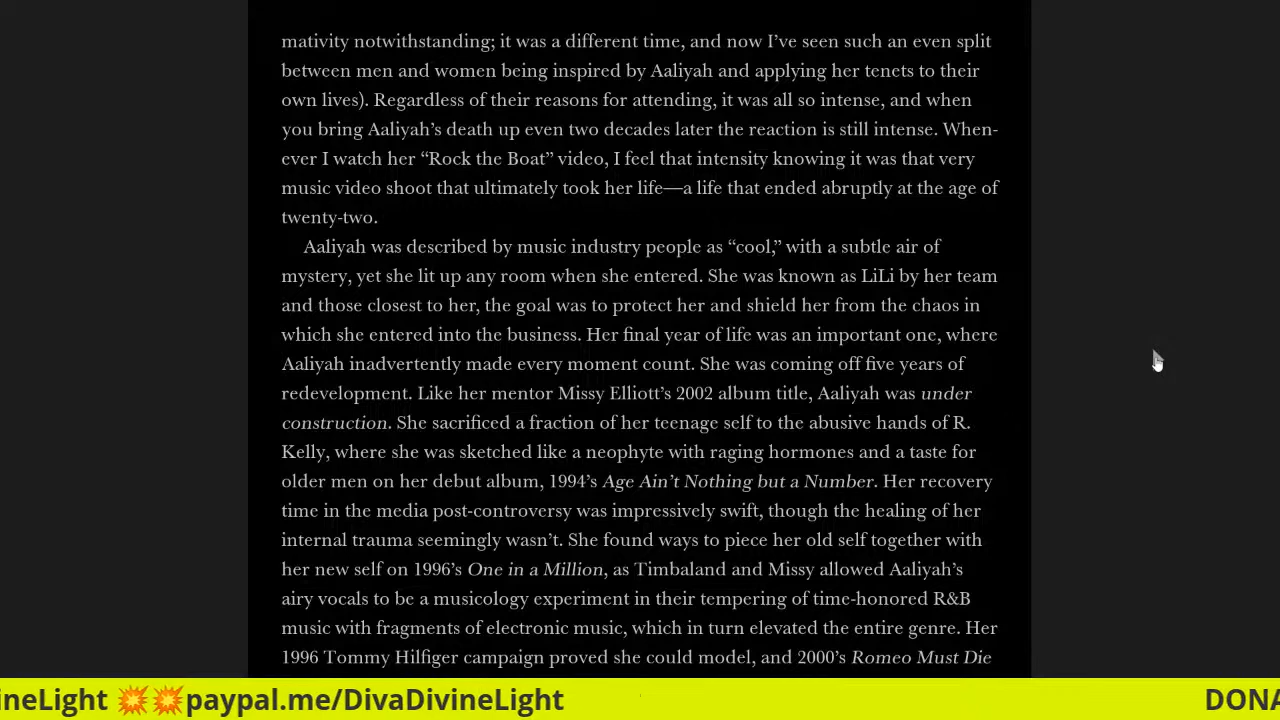 mativity notwithstanding; it was a different time, and now I’ve seen such an even split
between men and women being inspired by Aaliyah and applying her tenets to their
own lives). Regardless of their reasons for attending, it was all so intense, and when
you bring Aaliyah’s death up even two decades later the reaction is still intense. When-
ever I watch her “Rock the Boat” video, I feel that intensity knowing it was that very
music video shoot that ultimately took her life—a life that ended abruptly at the age of
twenty-two.
Aaliyah was described by music industry people as “cool,” with a subtle air of
mystery, yet she lit up any room when she entered. She was known as LiLi by her team
and those closest to her, the goal was to protect her and shield her from the chaos in
which she entered into the business. Her final year of life was an important one, where
Aaliyah inadvertently made every moment count. She was coming off five years of
redevelopment. Like her mentor Missy Elliott’s 2002 album title, Aaliyah was under
construction. She sacrificed a fraction of her teenage self to the abusive hands of R.
Kelly, where she was sketched like a neophyte with raging hormones and a taste for
older men on her debut album, 1994’s Age Ain’t Nothing but a Number. Her recovery
time in the media post-controversy was impressively swift, though the healing of her
internal trauma seemingly wasn’t. She found ways to piece her old self together with
her new self on 1996’s One in a Million, as Timbaland and Missy allowed Aaliyah’s
airy vocals to be a musicology experiment in their tempering of time-honored R&B
music with fragments of electronic music, which in turn elevated the entire genre. Her
1996 Tommy Hilfiger campaign proved she could model, and 2000’s Romeo Must Die
ineLight 💥💥paypal.me/DivaDivineLight DONA